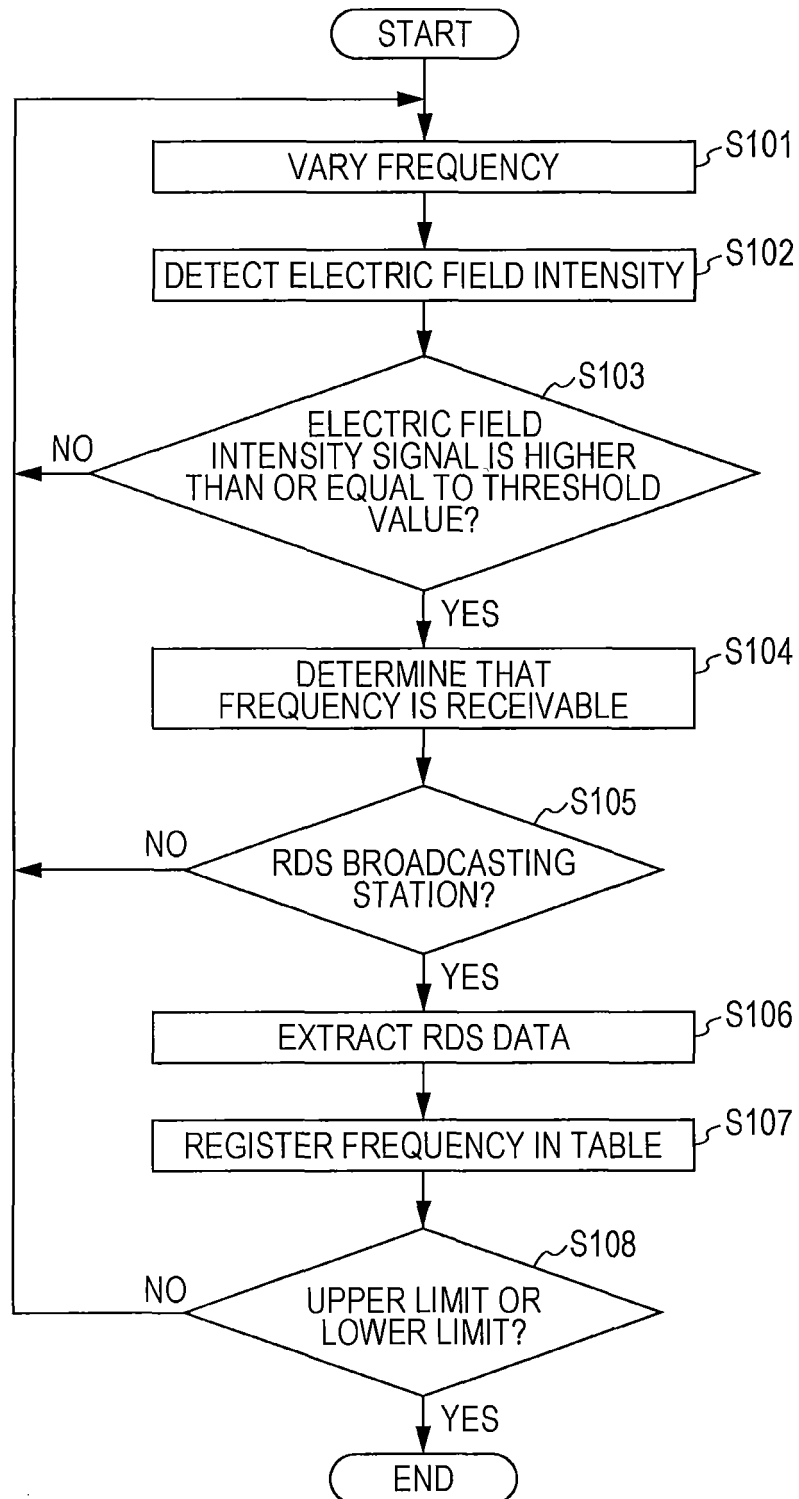 START
S101
VARY FREQUENCY
S102
DETECT ELECTRIC FIELD INTENSITY
S103
ELECTRIC FIELD
INTENSITY SIGNAL IS HIGHER
THAN OR EQUAL TO THRESHOLD
VALUE?
NO
YES
S104
DETERMINE THAT
FREQUENCY IS RECEIVABLE
S105
NO
RDS BROADCASTING
STATION?
YES
S106
EXTRACT RDS DATA
S107
REGISTER FREQUENCY IN TABLE
S108
NO
UPPER LIMIT OR
LOWER LIMIT?
YES
END